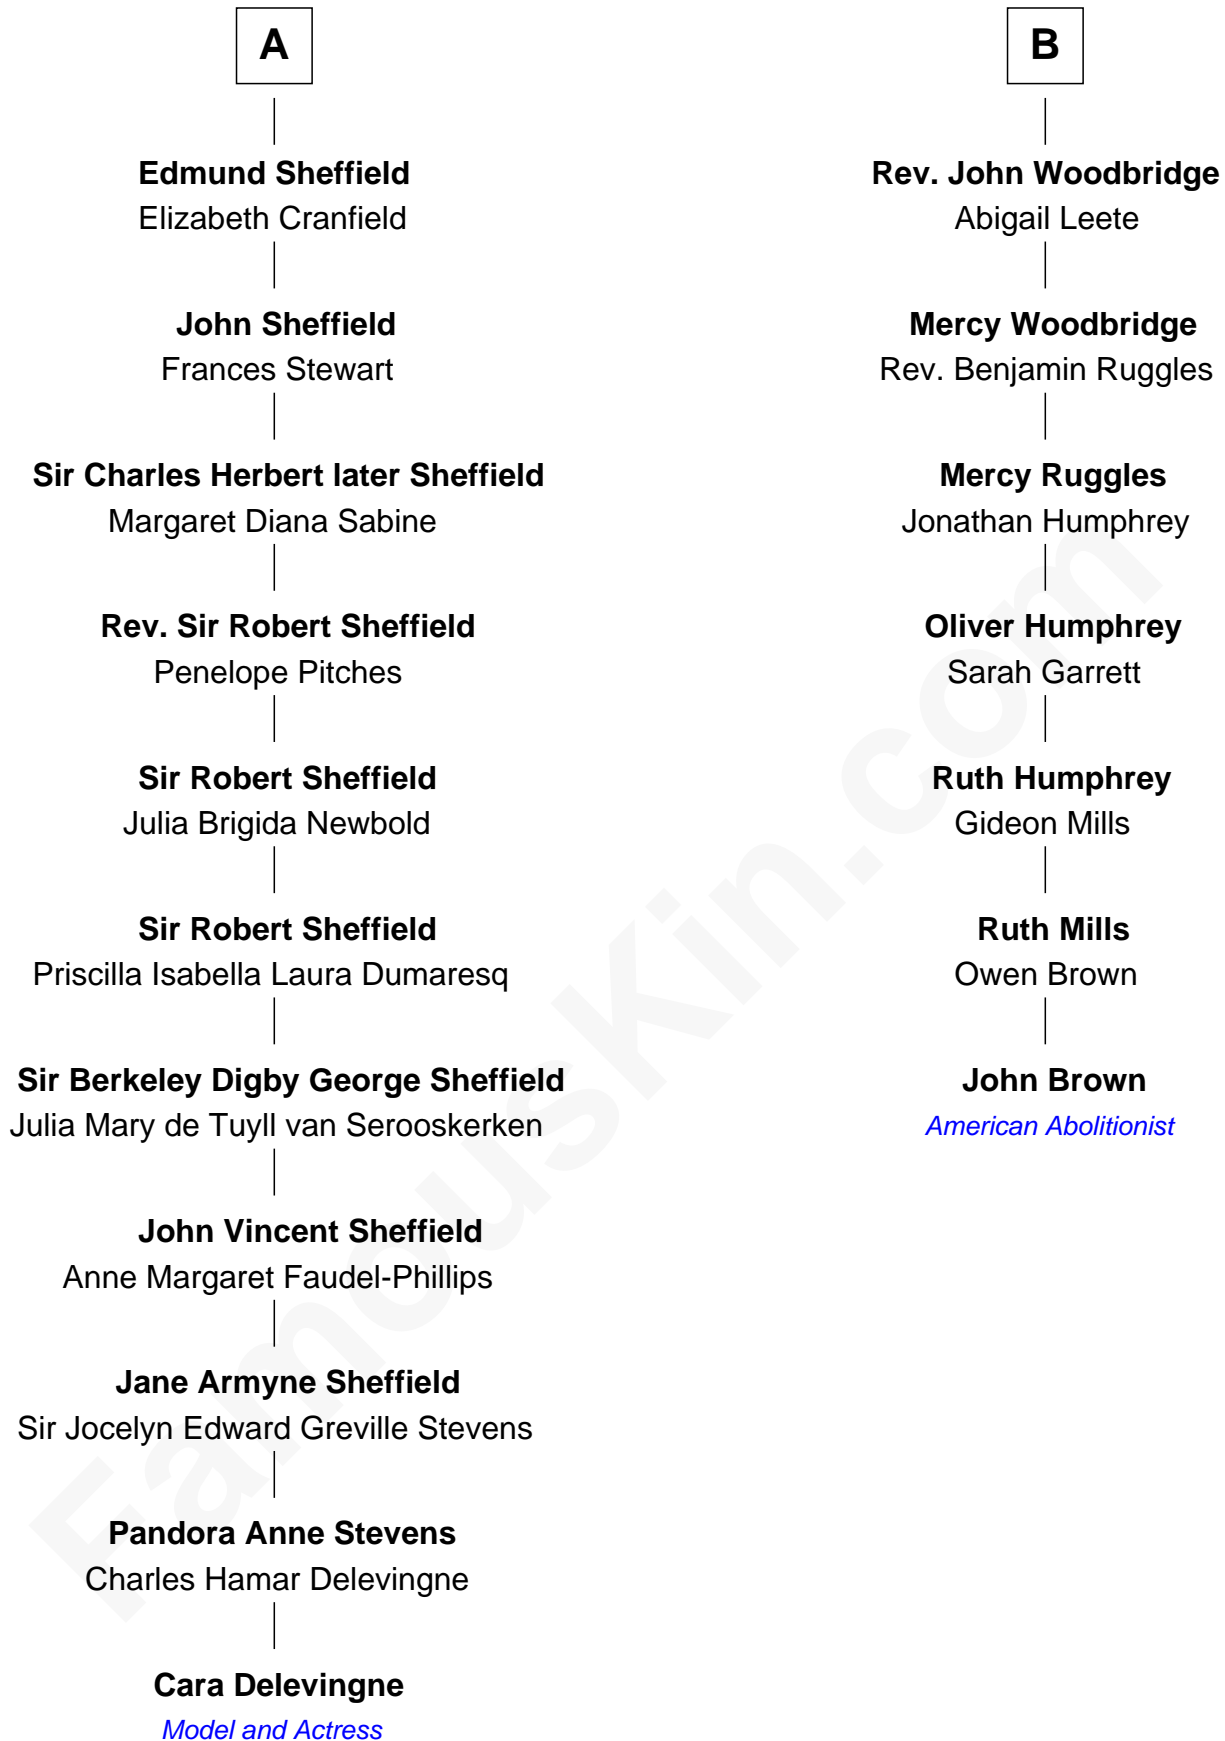 A
Edmund Sheffield
Elizabeth Cranfield
John Sheffield
Frances Stewart
Sir Charles Herbert later Sheffield
Margaret Diana Sabine
Rev. Sir Robert Sheffield
Penelope Pitches
Sir Robert Sheffield
Julia Brigida Newbold
Sir Robert Sheffield
Priscilla Isabella Laura Dumaresq
Sir Berkeley Digby George Sheffield
Julia Mary de Tuyll van Serooskerken
John Vincent Sheffield
Anne Margaret Faudel-Phillips
Jane Armyne Sheffield
Sir Jocelyn Edward Greville Stevens
Pandora Anne Stevens
Charles Hamar Delevingne
Cara Delevingne
Model and Actress
B
Rev. John Woodbridge
Abigail Leete
Mercy Woodbridge
Rev. Benjamin Ruggles
Mercy Ruggles
Jonathan Humphrey
Oliver Humphrey
Sarah Garrett
Ruth Humphrey
Gideon Mills
Ruth Mills
Owen Brown
John Brown
American Abolitionist
FamousKin.com